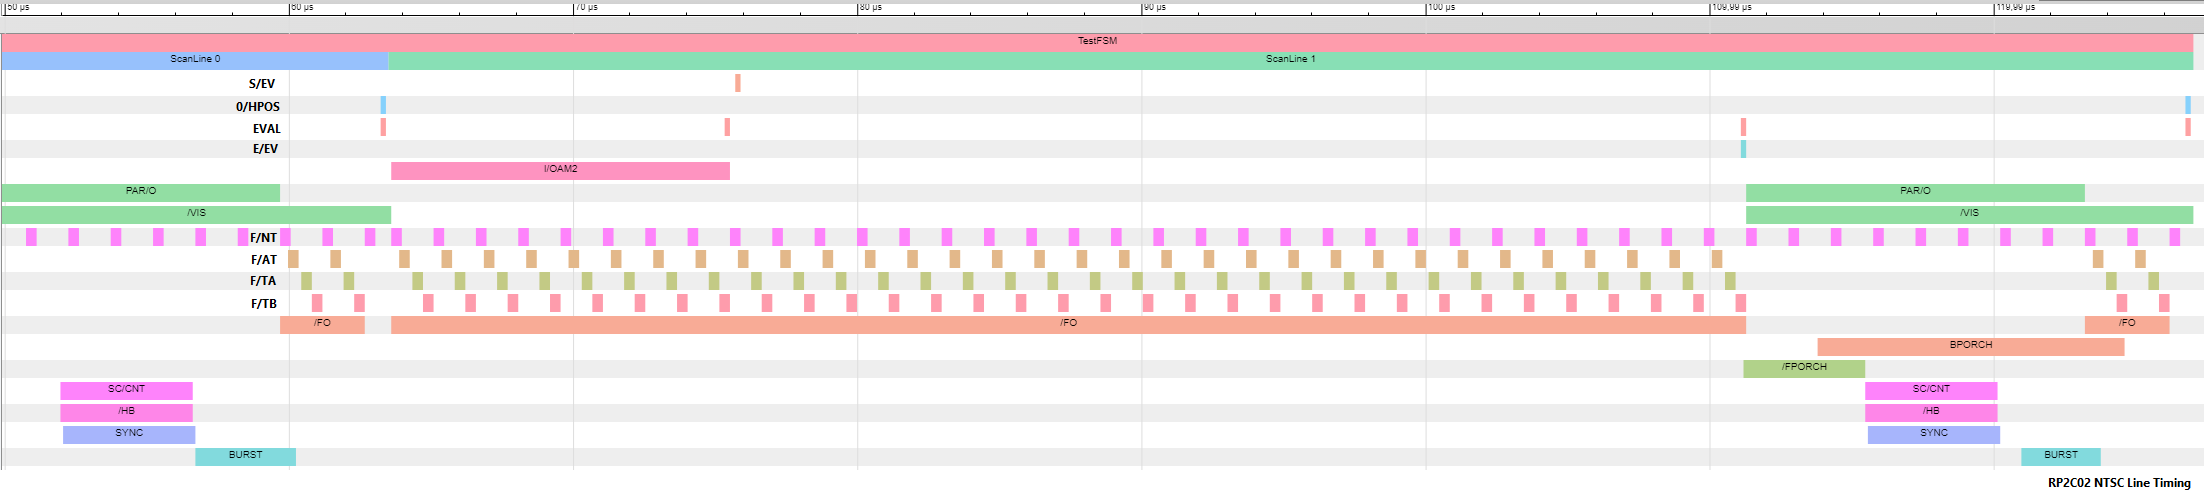 50 µs 60 µs 70 µs 80 µs 90 µs 100 µs 109,99 µs 119,99 µs
TestFSM
ScanLine 0 ScanLine 1
S/EV
0/HPOS
EVAL
E/EV
I/OAM2
PAR/O PAR/O
/VIS /VIS
F/NT
F/AT
F/TA
F/TB
/FO /FO /FO
BPORCH
/FPORCH
SC/CNT SC/CNT
/HB /HB
SYNC SYNC
BURST BURST
RP2C02 NTSC Line Timing